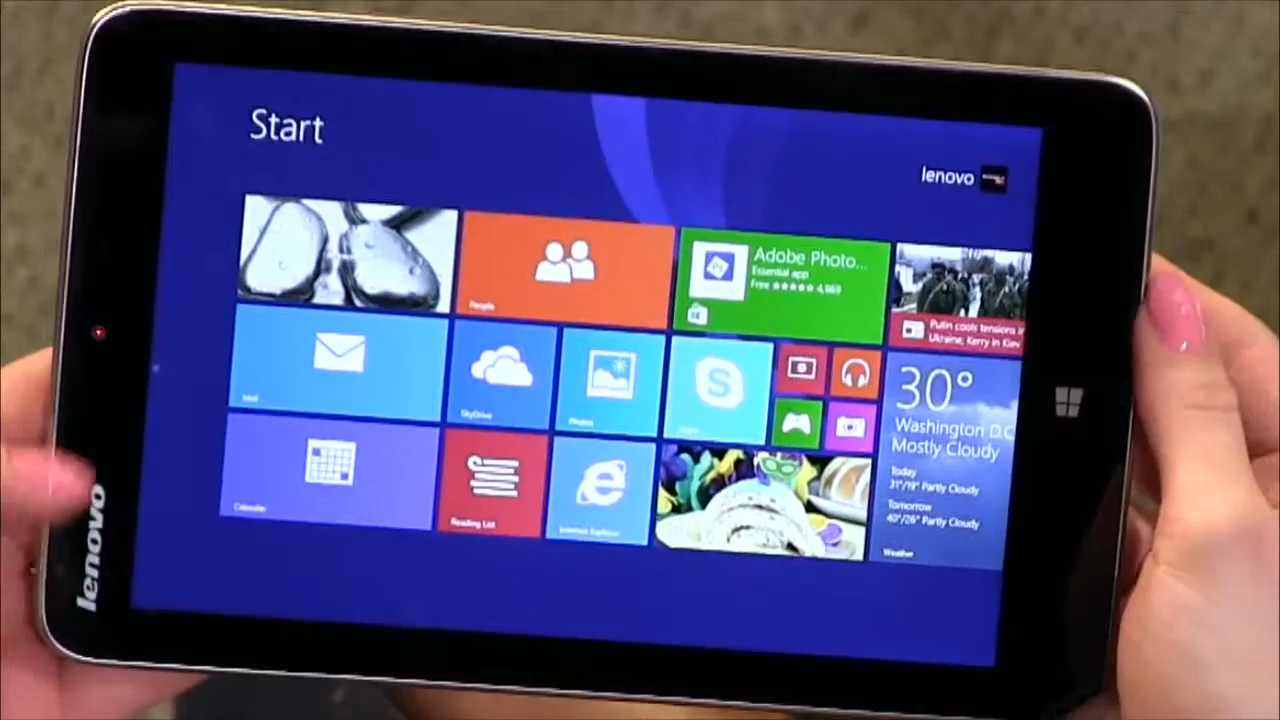 Start
lenovo
People
Adobe Photo...
Essential app
Free ★★★★★ 4,969
Putin cools tensions in
Ukraine; Kerry in Kiev
Mail
SkyDrive
Photos
S
30°
Washington D.C
Mostly Cloudy
Today
31°/19° Partly Cloudy
Tomorrow
40°/26° Partly Cloudy
Weather
Calendar
Reading List
Internet Explorer
lenovo